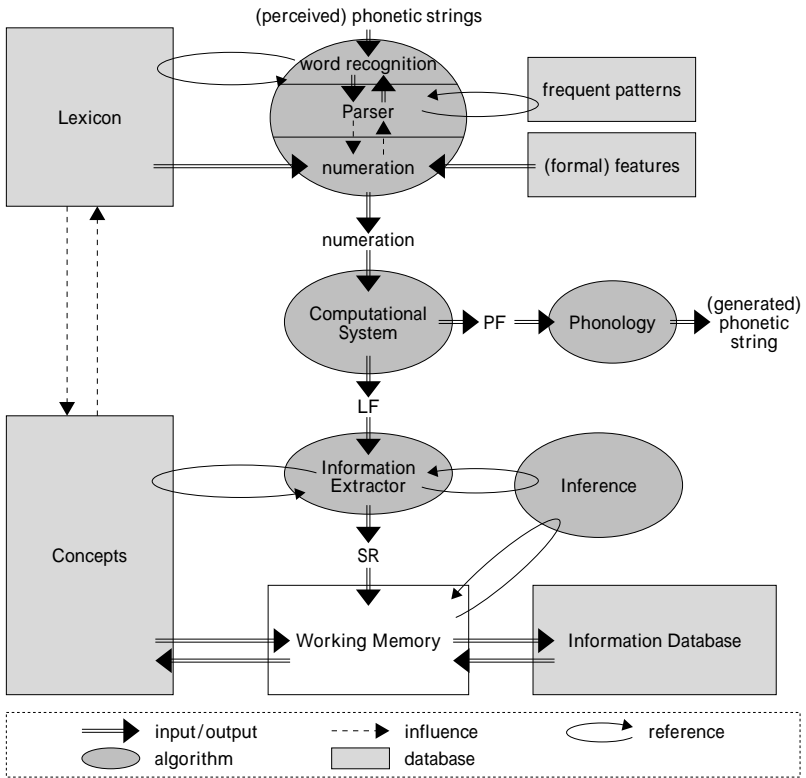 (perceived) phonetic strings
word recognition
Parser
numeration
Lexicon
frequent patterns
(formal) features
numeration
Computational
System
PF
Phonology
(generated)
phonetic
string
LF
Information
Extractor
Inference
Concepts
SR
Working Memory
Information Database
input/output
influence
reference
algorithm
database